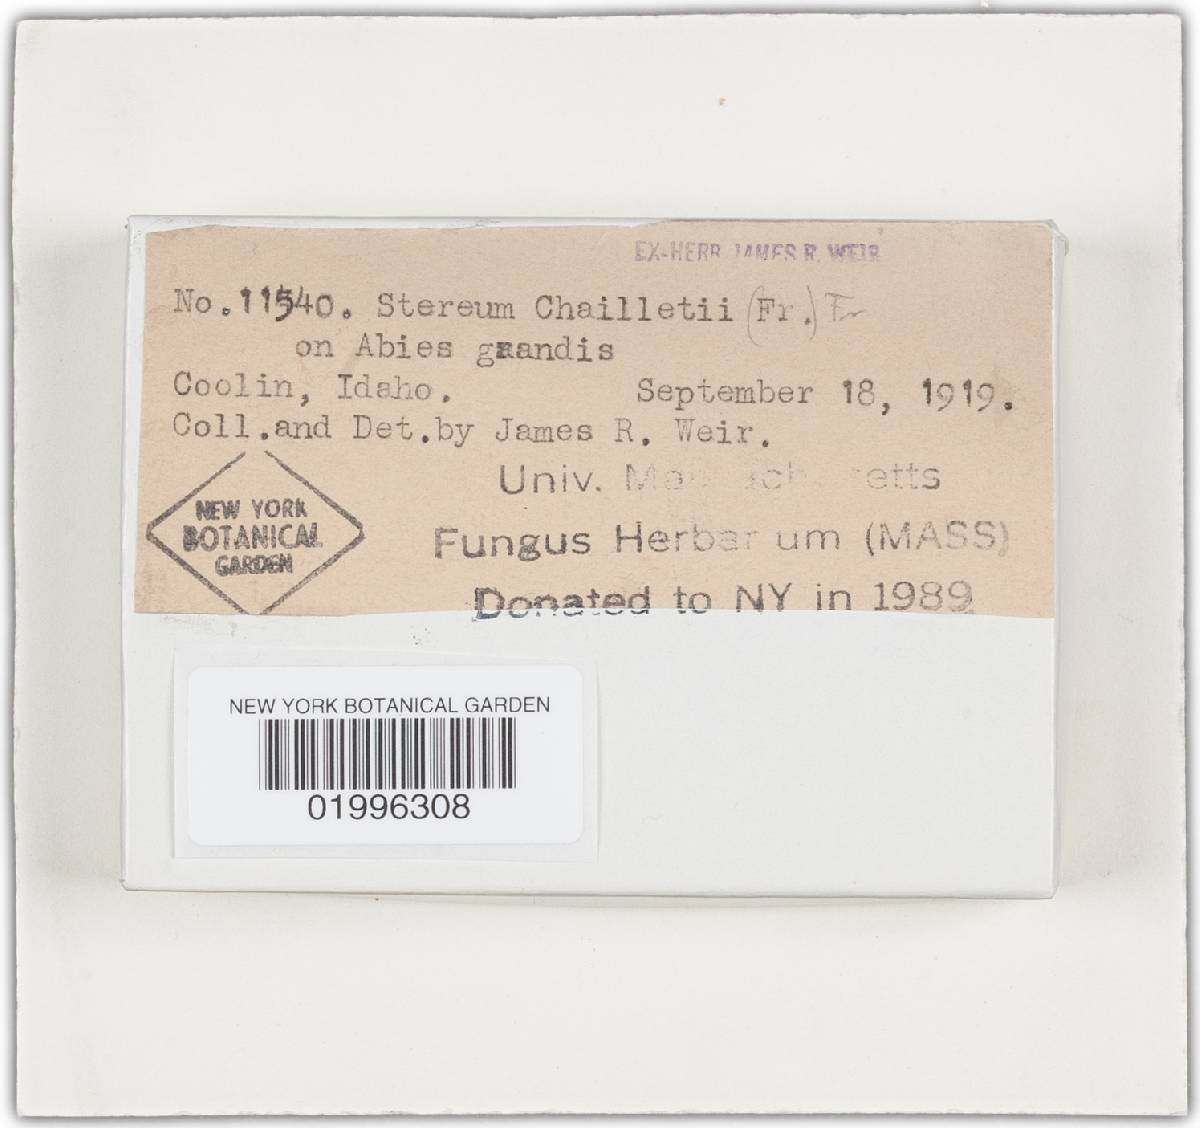 EX-HERB. JAMES R. WEIR
No. 11540. Stereum Chailletii (Fr.) Fr
on Abies grandis
Coolin, Idaho. September 18, 1919.
Coll. and Det. by James R. Weir.
Univ. Massachusetts
Fungus Herbarium (MASS)
Donated to NY in 1989
NEW YORK
BOTANICAL
GARDEN
NEW YORK BOTANICAL GARDEN
01996308